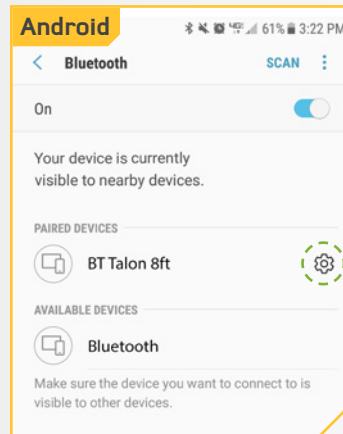 Android
4G LTE 61% 3:22 PM
< Bluetooth SCAN
On
Your device is currently
visible to nearby devices.
PAIRED DEVICES
BT Talon 8ft
AVAILABLE DEVICES
Bluetooth
Make sure the device you want to connect to is
visible to other devices.